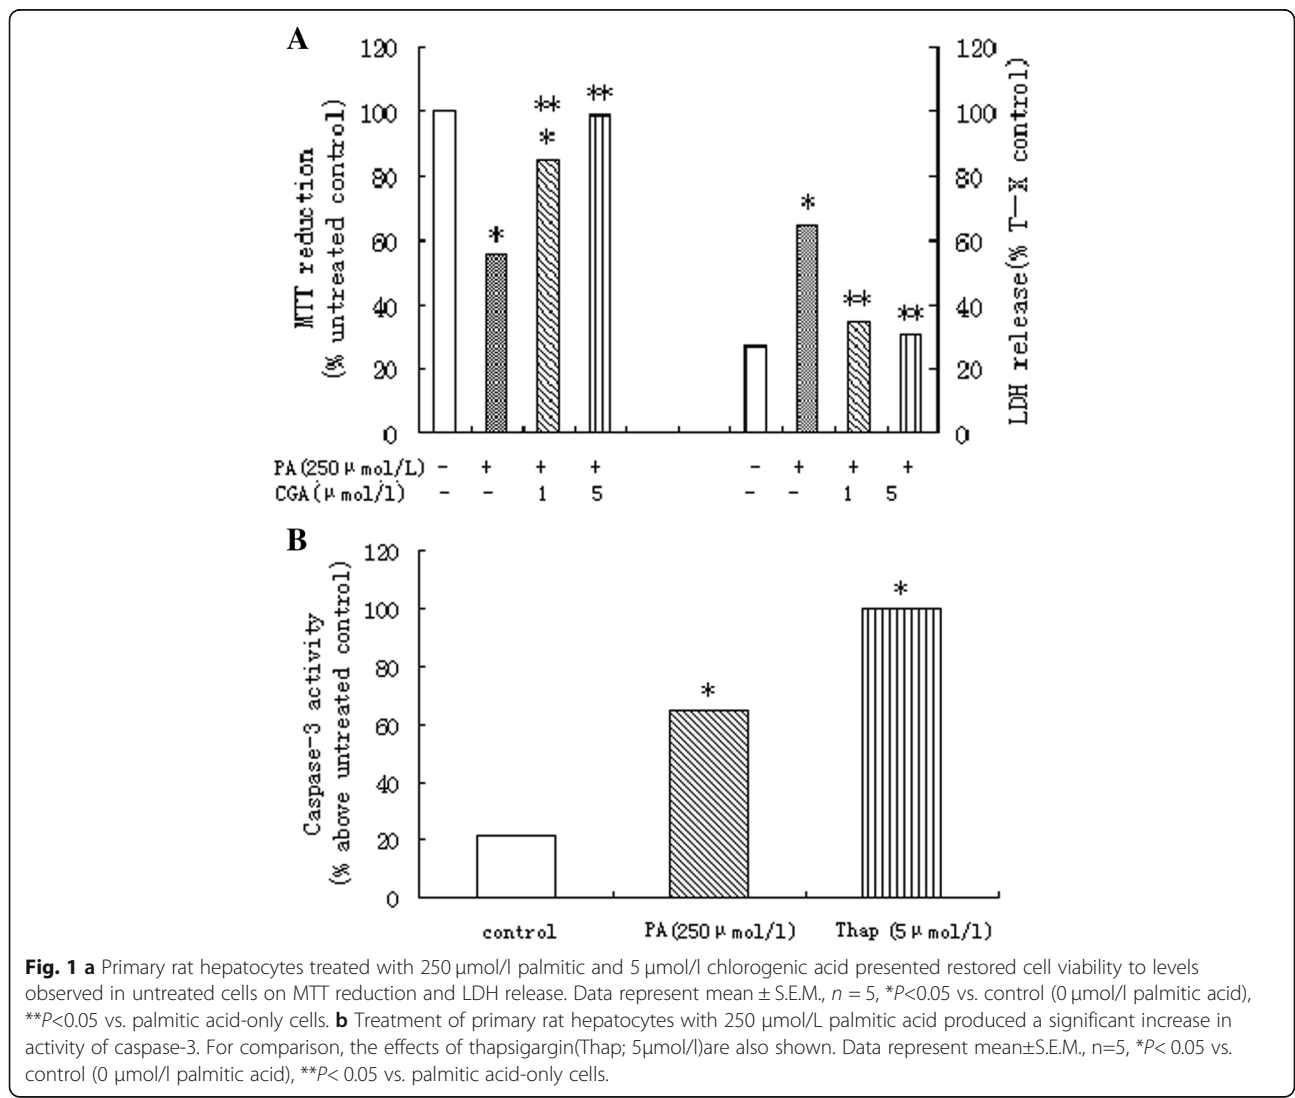 A
120 120
** **
100 *  100
MTT reduction
(% untreated control)
LDH release(% T-X control)
80 * 80
60 * 60
40 ** ** 40
20 20
0 0
PA(250μmol/L) - + + + - + + +
CGA(μmol/l) - - 1 5 - - 1 5
B
120
Caspase-3 activity
(% above untreated control)
100 *
80
60 *
40
20
0
control PA(250μmol/l) Thap (5μmol/l)
Fig. 1 a Primary rat hepatocytes treated with 250 μmol/l palmitic and 5 μmol/l chlorogenic acid presented restored cell viability to levels
observed in untreated cells on MTT reduction and LDH release. Data represent mean ± S.E.M., n = 5, *P<0.05 vs. control (0 μmol/l palmitic acid),
**P<0.05 vs. palmitic acid-only cells. b Treatment of primary rat hepatocytes with 250 μmol/L palmitic acid produced a significant increase in
activity of caspase-3. For comparison, the effects of thapsigargin(Thap; 5μmol/l)are also shown. Data represent mean±S.E.M., n=5, *P< 0.05 vs.
control (0 μmol/l palmitic acid), **P< 0.05 vs. palmitic acid-only cells.